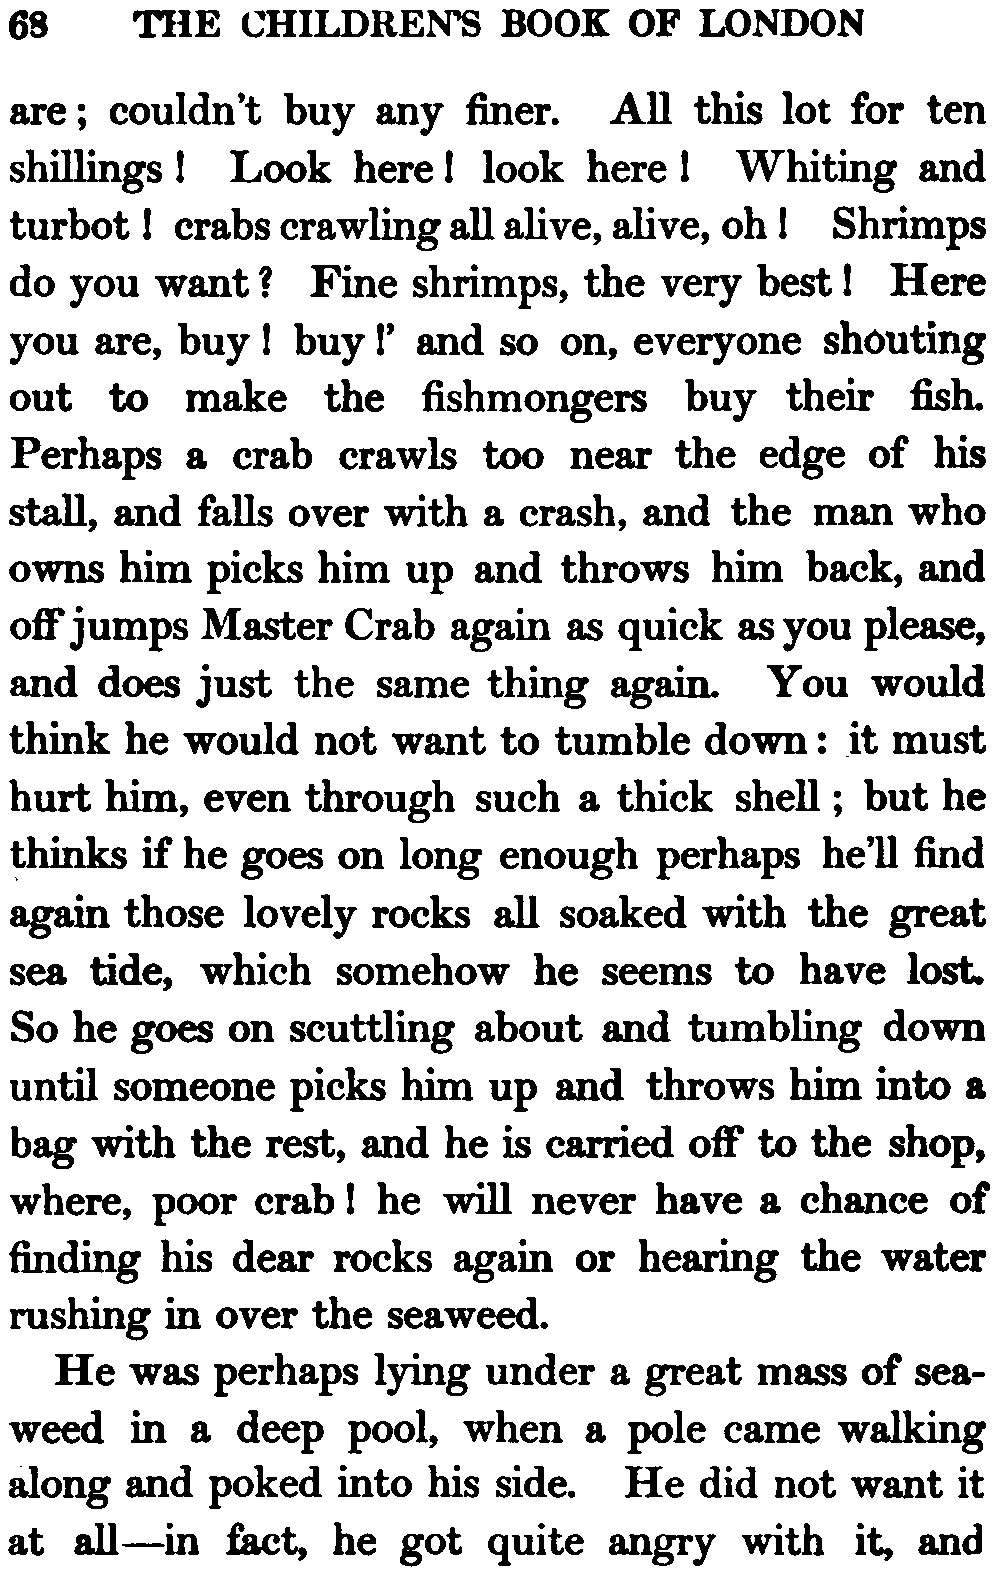 68 THE CHILDREN'S BOOK OF LONDON
are; couldn't buy any finer. All this lot for ten
shillings! Look here! look here! Whiting and
turbot! crabs crawling all alive, alive, oh! Shrimps
do you want? Fine shrimps, the very best! Here
you are, buy! buy!' and so on, everyone shouting
out to make the fishmongers buy their fish.
Perhaps a crab crawls too near the edge of his
stall, and falls over with a crash, and the man who
owns him picks him up and throws him back, and
off jumps Master Crab again as quick as you please,
and does just the same thing again. You would
think he would not want to tumble down: it must
hurt him, even through such a thick shell; but he
thinks if he goes on long enough perhaps he'll find
again those lovely rocks all soaked with the great
sea tide, which somehow he seems to have lost.
So he goes on scuttling about and tumbling down
until someone picks him up and throws him into a
bag with the rest, and he is carried off to the shop,
where, poor crab! he will never have a chance of
finding his dear rocks again or hearing the water
rushing in over the seaweed.
He was perhaps lying under a great mass of sea-
weed in a deep pool, when a pole came walking
along and poked into his side. He did not want it
at all—in fact, he got quite angry with it, and